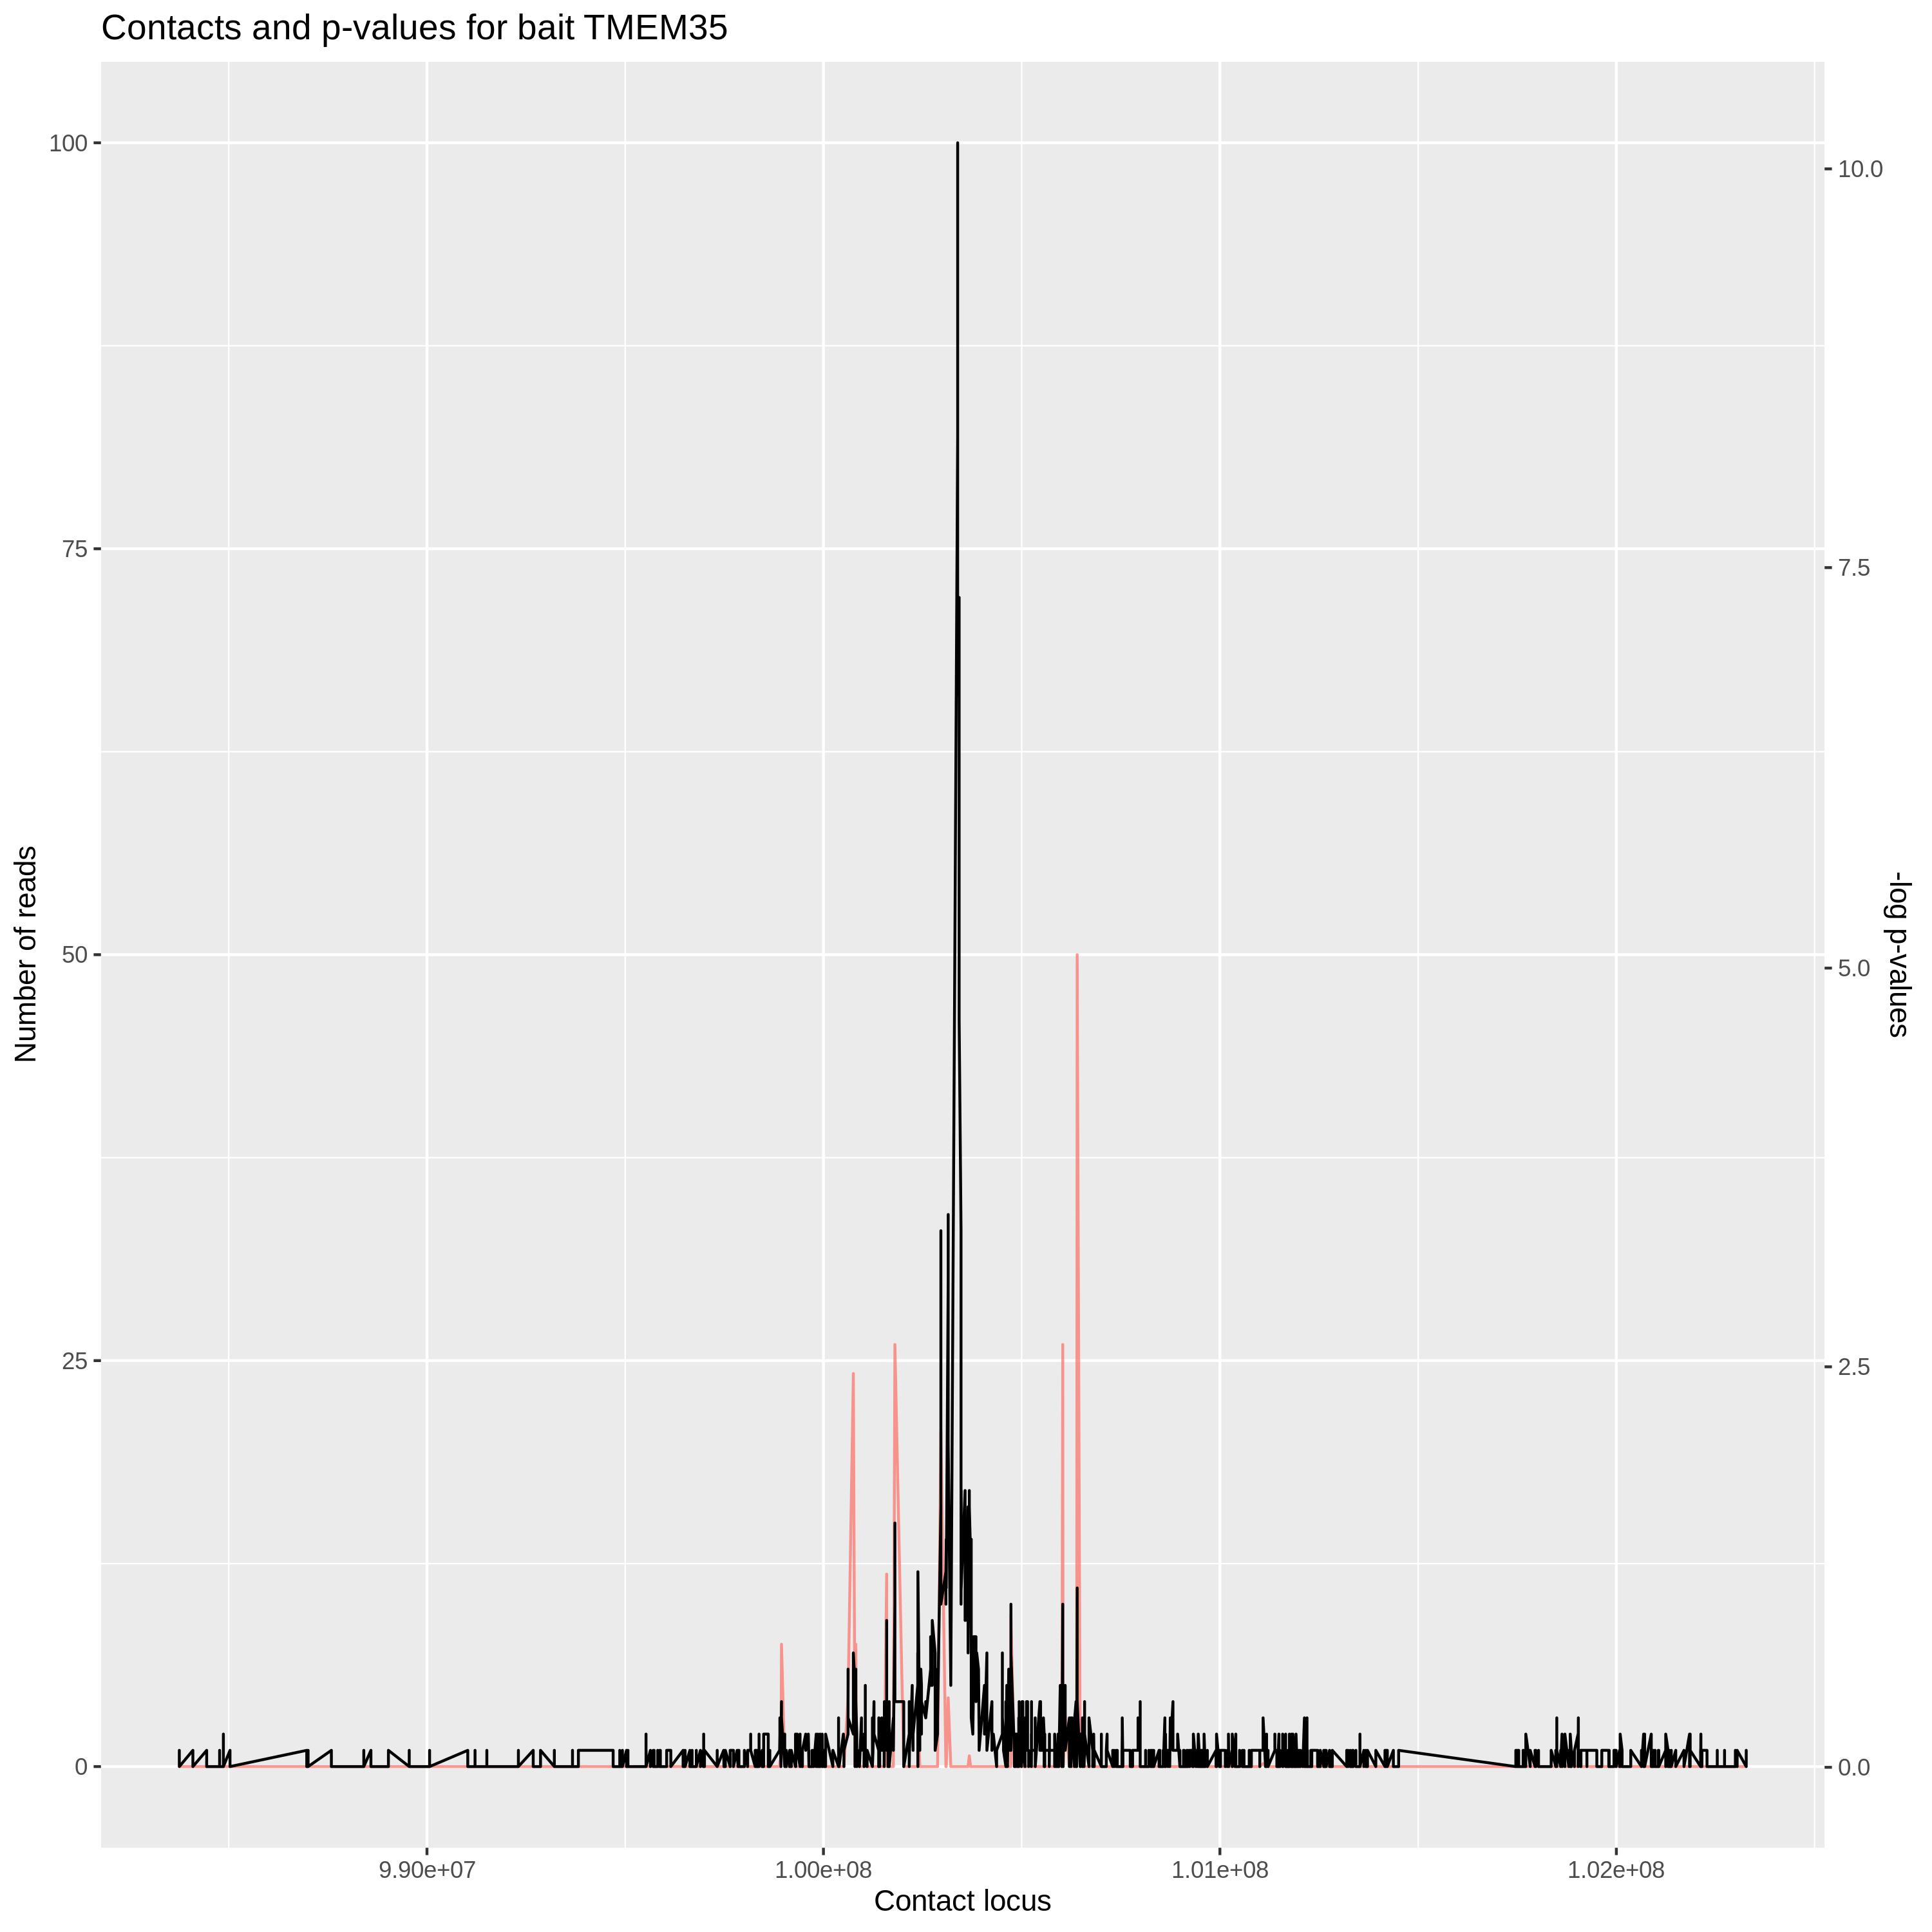 Contacts and p-values for bait TMEM35
100
75
50
25
0
Number of reads
10.0
7.5
5.0
2.5
0.0
-log p-values
9.90e+07
1.00e+08
1.01e+08
1.02e+08
Contact locus